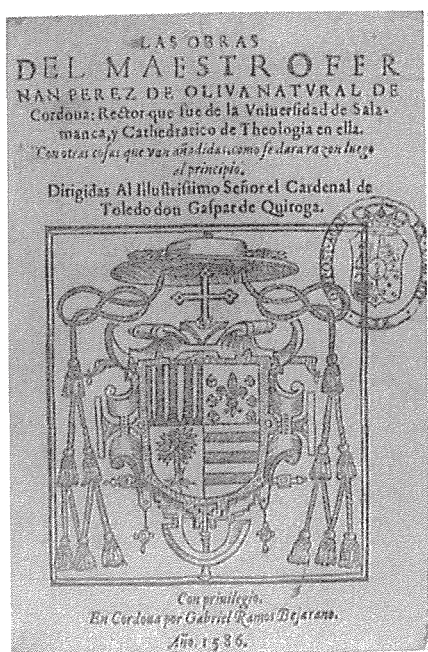 LAS OBRAS
DEL MAESTRO FER
NAN PEREZ DE OLIVA NATVRAL DE
Cordoua: Rector que fue de la Vniuersidad de Sala-
manca, y Cathedratico de Theologia en ella.
Con otras cosas que van añadidas, como se dara razon luego
al principio.
Dirigidas Al Illustrissimo Señor el Cardenal de
Toledo don Gaspar de Quiroga.
Con priuilegio.
En Cordoua por Gabriel Ramos Bejarano.
Año. 1586.